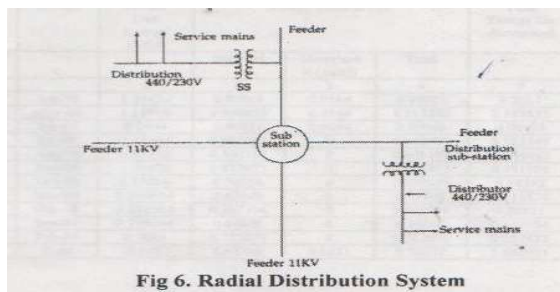 Feeder
Service mains
Distribution
440/230V
SS
Sub
station
Feeder 11KV
Feeder
Distribution
sub-station
Distributor
440/230V
Service mains
Feeder 11KV
Fig 6. Radial Distribution System